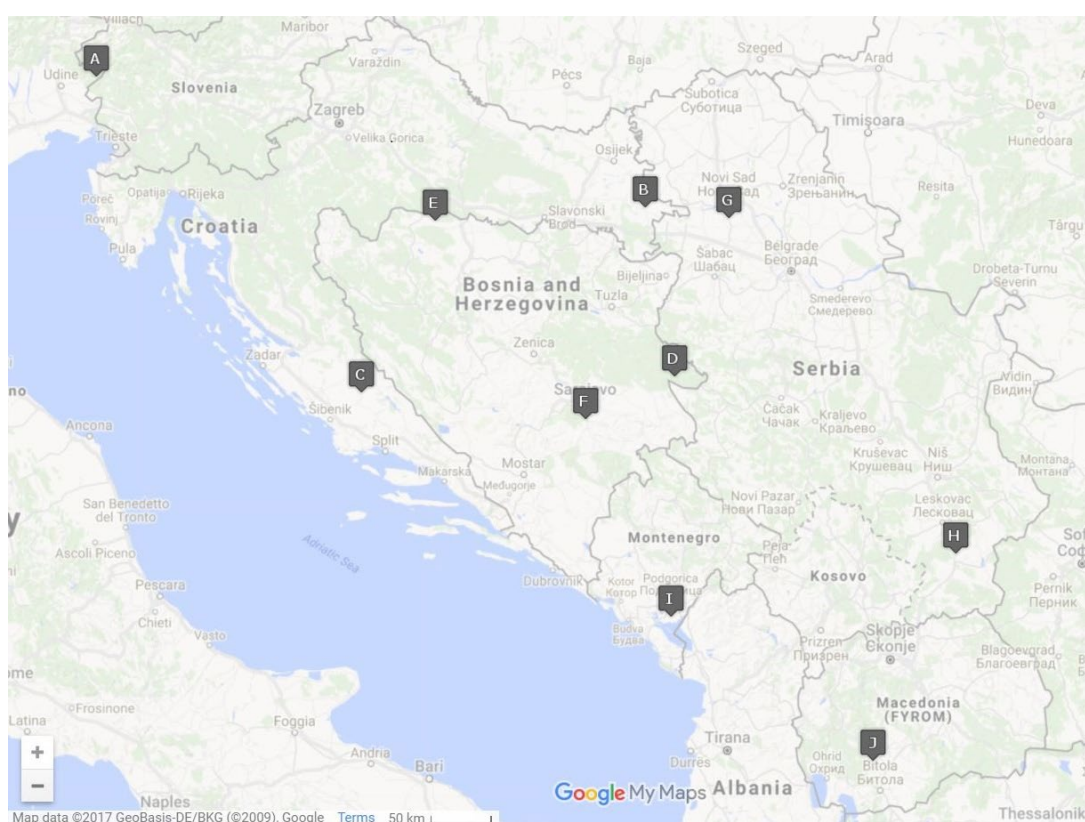 Villach
Maribor
A
Udine
Slovenia
Varaždin
Pécs
Baja
Szeged
Arad
Zagreb
Velika Gorica
Subotica
Суботица
Timișoara
Deva
Hunedoara
Trieste
Osijek
Opatija
Rijeka
Poreč
Rovinj
Pula
Croatia
E
B
Slavonski
Brod
Novi Sad
G
Zrenjanin
Зрењанин
Resita
Târgu
Šabac
Шабац
Belgrade
Београд
Bosnia and
Herzegovina
Bijeljina
Tuzla
Smederevo
Смедерево
Drobeta-Turnu
Severin
Zenica
Zadar
C
D
Serbia
Vidin
Видин
Sarajevo
F
Šibenik
Čačak
Чачак
Kraljevo
Краљево
Ancona
Split
Makarska
Mostar
Međugorje
Kruševac
Крушевац
Niš
Ниш
Montana
Монтана
San Benedetto
del Tronto
Novi Pazar
Нови Пазар
Leskovac
Лесковац
H
Adriatic Sea
Montenegro
Ascoli Piceno
Peja
Пећ
Kosovo
Pescara
Dubrovnik
Kotor
Котор
Podgorica
I
Pernik
Перник
Chieti
Vasto
Budva
Будва
Prizren
Призрен
Skopje
Скопје
Blagoevgrad
Благоевград
Frosinone
Latina
Foggia
Macedonia
(FYROM)
Tirana
J
Ohrid
Охрид
Bitola
Битола
Andria
Bari
Durrës
Albania
Google My Maps
Naples
Thessaloniki
+
−
Map data ©2017 GeoBasis-DE/BKG (©2009), Google Terms 50 km